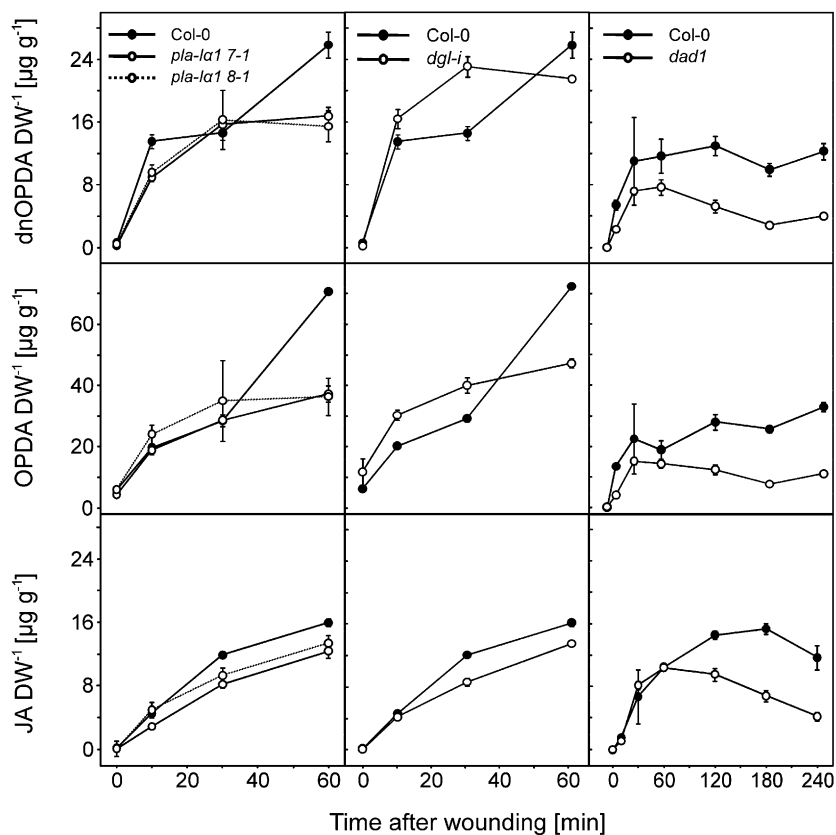 Col-0
pla-Iα1 7-1
pla-Iα1 8-1
Col-0
dgl-i
Col-0
dad1
dnOPDA DW⁻¹ [µg g⁻¹]
24
16
8
0
OPDA DW⁻¹ [µg g⁻¹]
60
40
20
0
JA DW⁻¹ [µg g⁻¹]
24
16
8
0
0 20 40 60 0 20 40 60 0 60 120 180 240
Time after wounding [min]